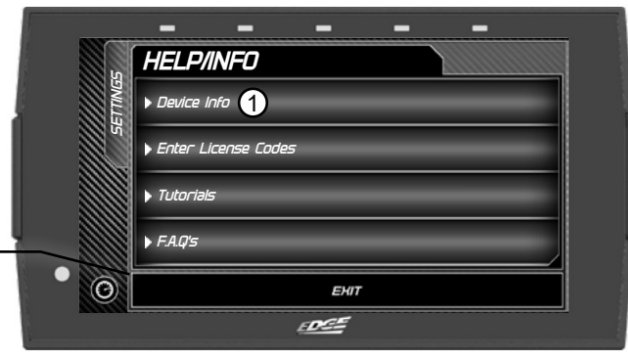 HELP/INFO
SETTINGS
Device Info 1
Enter License Codes
Tutorials
F.A.Q's
EXIT
EDGE